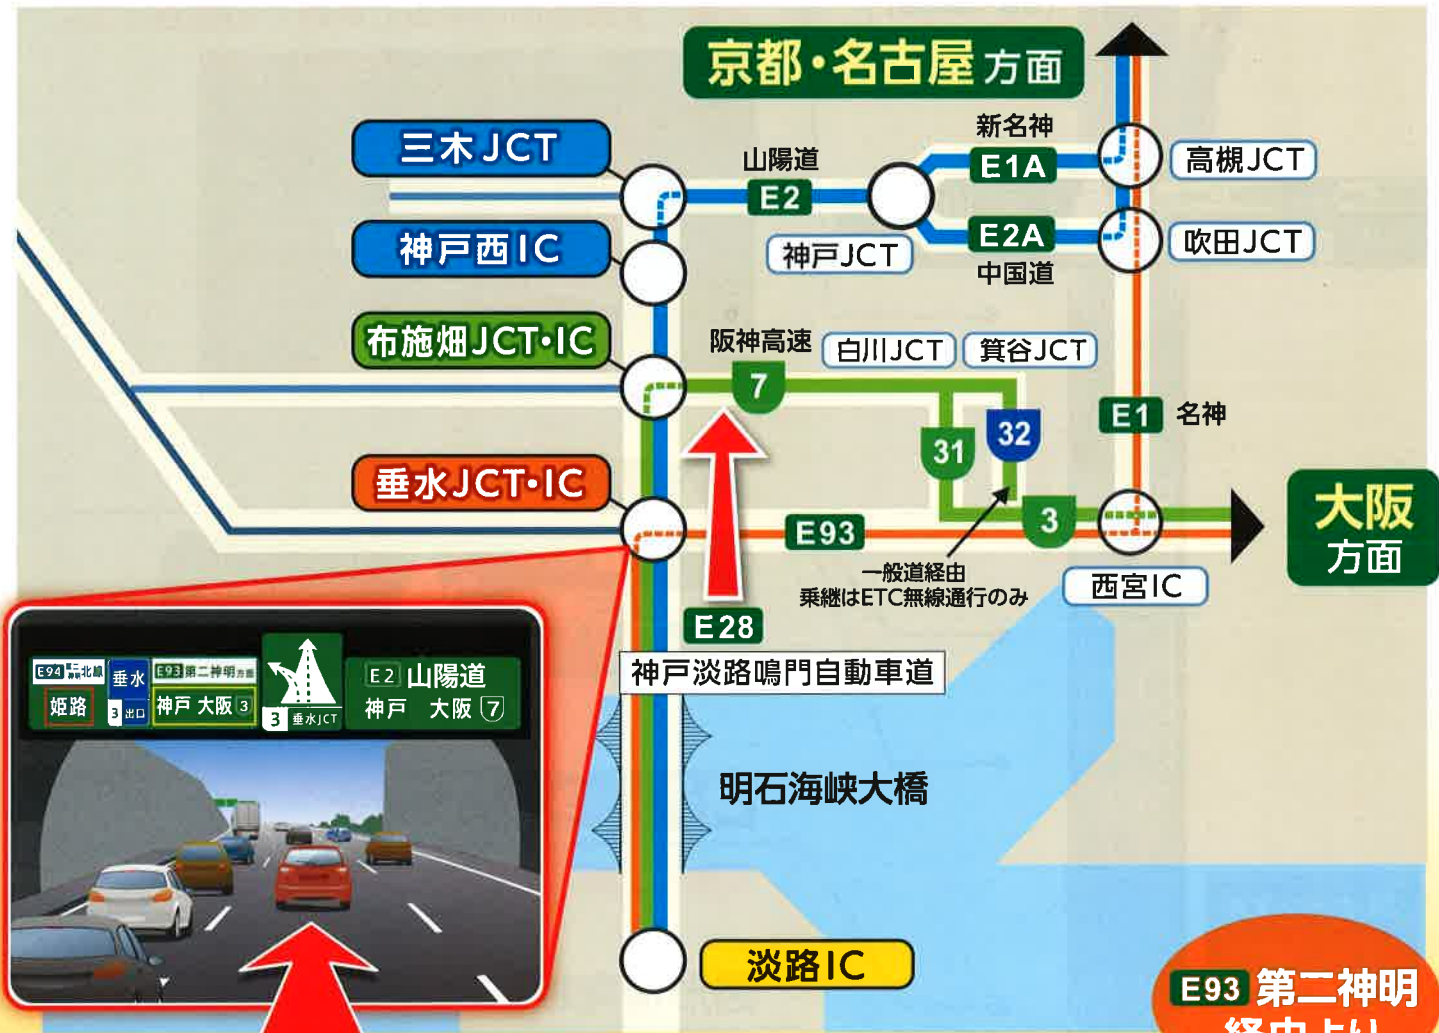 京都・名古屋 方面
三木JCT
山陽道
E2
新名神
E1A
高槻JCT
神戸西IC
神戸JCT
E2A
中国道
吹田JCT
布施畑JCT・IC
阪神高速
7
白川JCT
箕谷JCT
31
32
E1 名神
垂水JCT・IC
E93
3
大阪
方面
一般道経由
乗継はETC無線通行のみ
西宮IC
E28
神戸淡路鳴門自動車道
E94
北線
姫路
垂水
3 出口
E93 第二神明方面
神戸 大阪 3
3 垂水JCT
E2 山陽道
神戸 大阪 7
明石海峡大橋
淡路IC
E93 第二神明
経由より